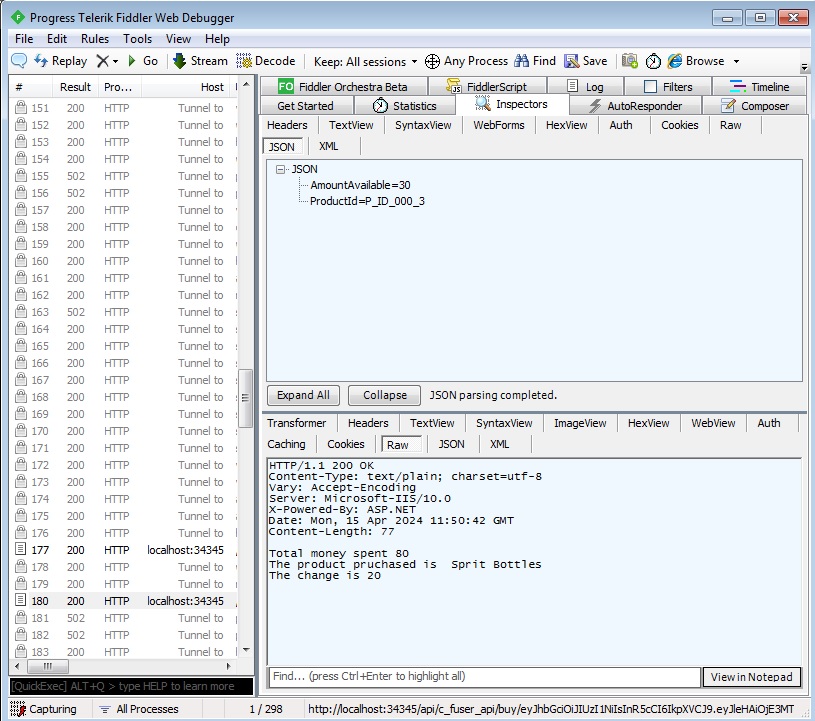 Progress Telerik Fiddler Web Debugger
File Edit Rules Tools View Help
Replay Go Stream Decode Keep: All sessions Any Process Find Save Browse
# Result Pro... Host
151 200 HTTP Tunnel to
152 200 HTTP Tunnel to
153 200 HTTP Tunnel to
154 200 HTTP Tunnel to
155 502 HTTP Tunnel to
156 502 HTTP Tunnel to
157 200 HTTP Tunnel to
158 200 HTTP Tunnel to
159 200 HTTP Tunnel to
160 200 HTTP Tunnel to
161 200 HTTP Tunnel to
162 200 HTTP Tunnel to
163 502 HTTP Tunnel to
164 200 HTTP Tunnel to
165 200 HTTP Tunnel to
166 200 HTTP Tunnel to
167 200 HTTP Tunnel to
168 200 HTTP Tunnel to
169 200 HTTP Tunnel to
170 200 HTTP Tunnel to
171 200 HTTP Tunnel to
172 200 HTTP Tunnel to
173 200 HTTP Tunnel to
174 200 HTTP Tunnel to
175 200 HTTP Tunnel to
176 200 HTTP Tunnel to
177 200 HTTP localhost:34345
178 200 HTTP Tunnel to
179 200 HTTP Tunnel to
180 200 HTTP localhost:34345
181 502 HTTP Tunnel to
182 502 HTTP Tunnel to
183 200 HTTP Tunnel to
[QuickExec] ALT+Q > type HELP to learn more
FO Fiddler Orchestra Beta FiddlerScript Log Filters Timeline
Get Started Statistics Inspectors AutoResponder Composer
Headers TextView SyntaxView WebForms HexView Auth Cookies Raw
JSON XML
JSON
AmountAvailable=30
ProductId=P_ID_000_3
Expand All Collapse JSON parsing completed.
Transformer Headers TextView SyntaxView ImageView HexView WebView Auth
Caching Cookies Raw JSON XML
HTTP/1.1 200 OK
Content-Type: text/plain; charset=utf-8
Vary: Accept-Encoding
Server: Microsoft-IIS/10.0
X-Powered-By: ASP.NET
Date: Mon, 15 Apr 2024 11:50:42 GMT
Content-Length: 77
Total money spent 80
The product pruchased is  Sprit Bottles
The change is 20
Find... (press Ctrl+Enter to highlight all) View in Notepad
Capturing All Processes 1 / 298 http://localhost:34345/api/c_fuser_api/buy/eyJhbGciOiJIUzI1NiIsInR5cCI6IkpXVCJ9.eyJleHAiOjE3MT